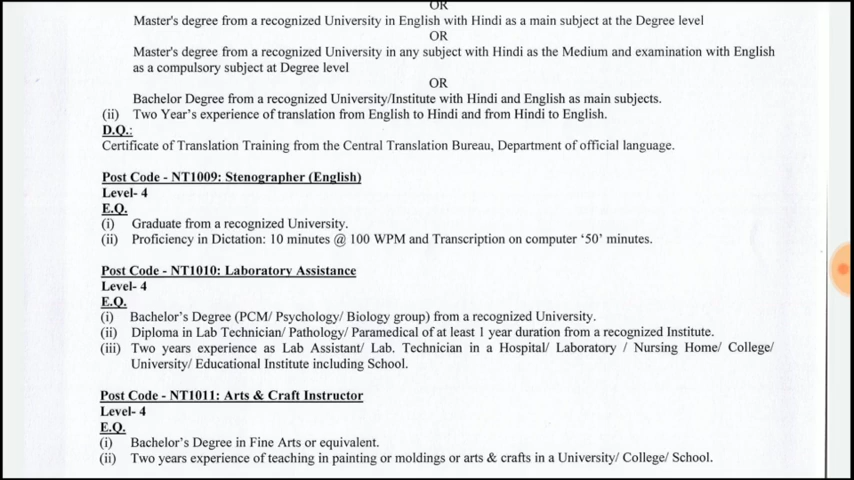 OR
Master's degree from a recognized University in English with Hindi as a main subject at the Degree level
OR
Master's degree from a recognized University in any subject with Hindi as the Medium and examination with English
as a compulsory subject at Degree level
OR
Bachelor Degree from a recognized University/Institute with Hindi and English as main subjects.
(ii) Two Year's experience of translation from English to Hindi and from Hindi to English.
D.Q.:
Certificate of Translation Training from the Central Translation Bureau, Department of official language.
Post Code - NT1009: Stenographer (English)
Level- 4
E.Q.
(i) Graduate from a recognized University.
(ii) Proficiency in Dictation: 10 minutes @ 100 WPM and Transcription on computer ‘50’ minutes.
Post Code - NT1010: Laboratory Assistance
Level- 4
E.Q.
(i) Bachelor's Degree (PCM/ Psychology/ Biology group) from a recognized University.
(ii) Diploma in Lab Technician/ Pathology/ Paramedical of at least 1 year duration from a recognized Institute.
(iii) Two years experience as Lab Assistant/ Lab. Technician in a Hospital/ Laboratory / Nursing Home/ College/
University/ Educational Institute including School.
Post Code - NT1011: Arts & Craft Instructor
Level- 4
E.Q.
(i) Bachelor's Degree in Fine Arts or equivalent.
(ii) Two years experience of teaching in painting or moldings or arts & crafts in a University/ College/ School.